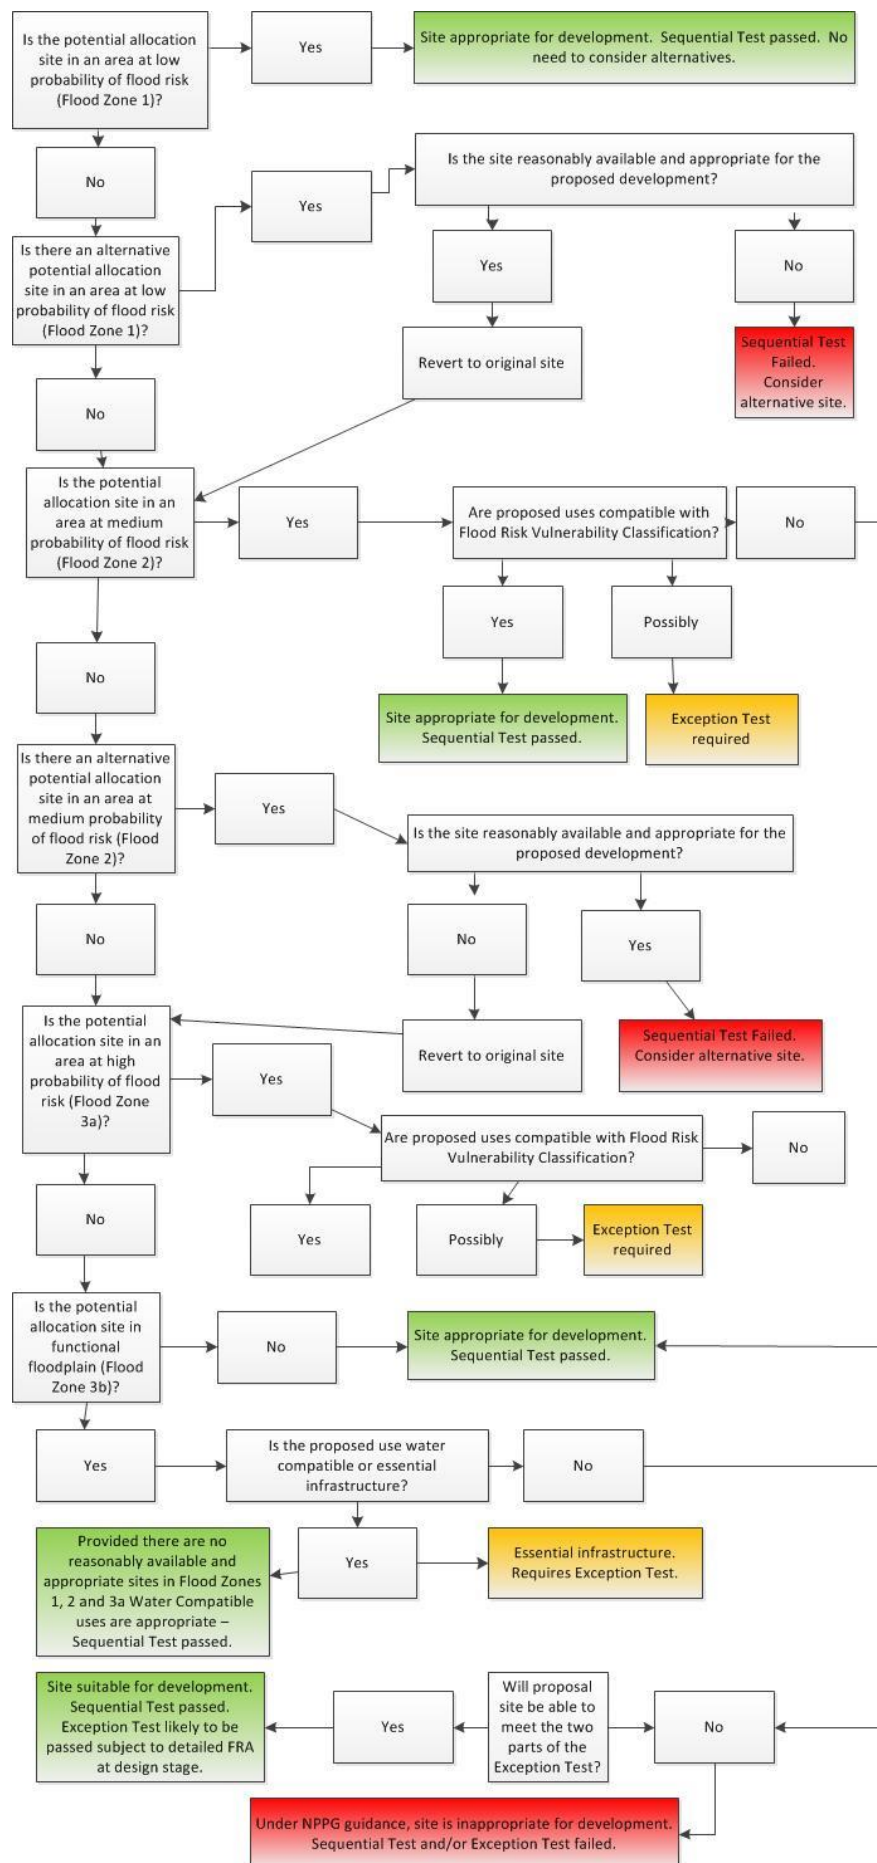 Is the potential allocation
site in an area at low
probability of flood risk
(Flood Zone 1)?
Yes
Site appropriate for development.  Sequential Test passed.  No
need to consider alternatives.
No
Yes
Is the site reasonably available and appropriate for the
proposed development?
Is there an alternative
potential allocation
site in an area at low
probability of flood risk
(Flood Zone 1)?
Yes
No
Revert to original site
Sequential Test
Failed.
Consider
alternative site.
No
Is the potential
allocation site in an
area at medium
probability of flood risk
(Flood Zone 2)?
Yes
Are proposed uses compatible with
Flood Risk Vulnerability Classification?
No
Yes
Possibly
No
Site appropriate for development.
Sequential Test passed.
Exception Test
required
Is there an alternative
potential allocation
site in an area at
medium probability
of flood risk (Flood
Zone 2)?
Yes
Is the site reasonably available and appropriate for the
proposed development?
No
No
Yes
Is the potential
allocation site in an
area at high
probability of flood
risk (Flood Zone
3a)?
Revert to original site
Sequential Test Failed.
Consider alternative site.
Yes
Are proposed uses compatible with Flood Risk
Vulnerability Classification?
No
No
Yes
Possibly
Exception Test
required
Is the potential
allocation site in
functional
floodplain (Flood
Zone 3b)?
No
Site appropriate for development.
Sequential Test passed.
Yes
Is the proposed use water
compatible or essential
infrastructure?
No
Provided there are no
reasonably available and
appropriate sites in Flood Zones
1, 2 and 3a Water Compatible
uses are appropriate –
Sequential Test passed.
Yes
Essential infrastructure.
Requires Exception Test.
Site suitable for development.
Sequential Test passed.
Exception Test likely to be
passed subject to detailed FRA
at design stage.
Yes
Will proposal
site be able to
meet the two
parts of the
Exception Test?
No
Under NPPG guidance, site is inappropriate for development.
Sequential Test and/or Exception Test failed.